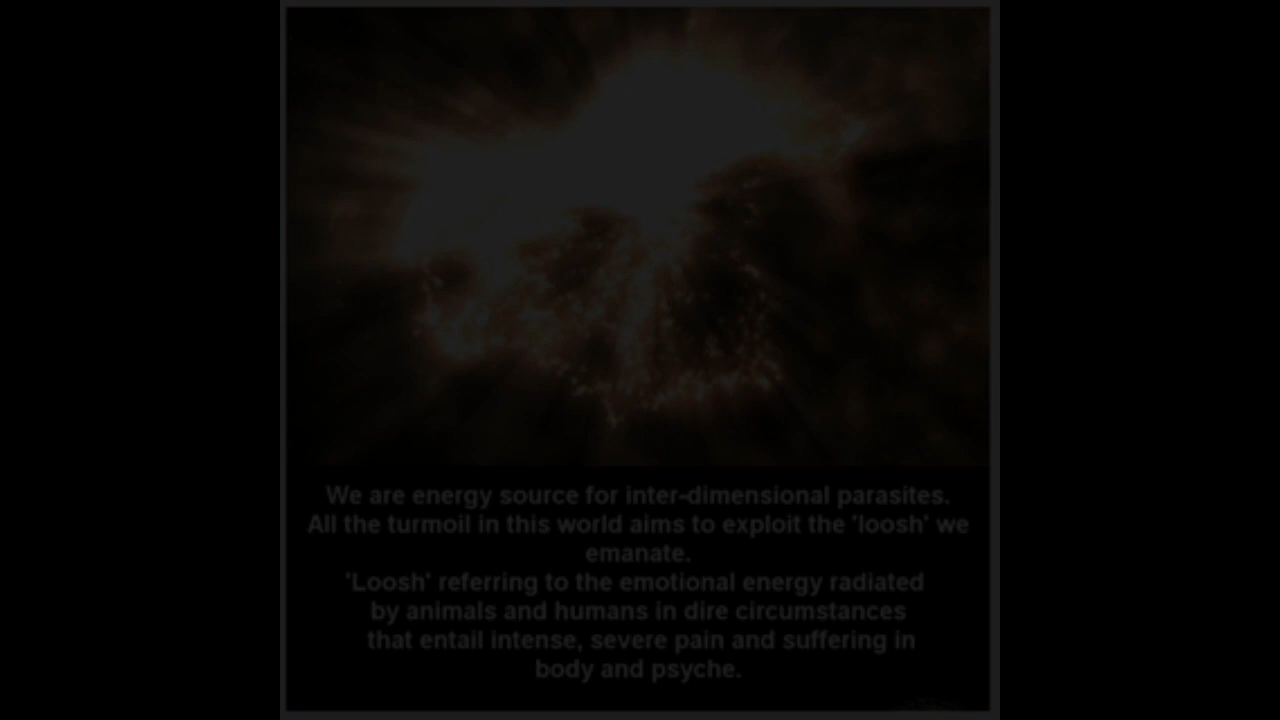 We are energy source for inter-dimensional parasites.
All the turmoil in this world aims to exploit the 'loosh' we
emanate.
'Loosh' referring to the emotional energy radiated
by animals and humans in dire circumstances
that entail intense, severe pain and suffering in
body and psyche.